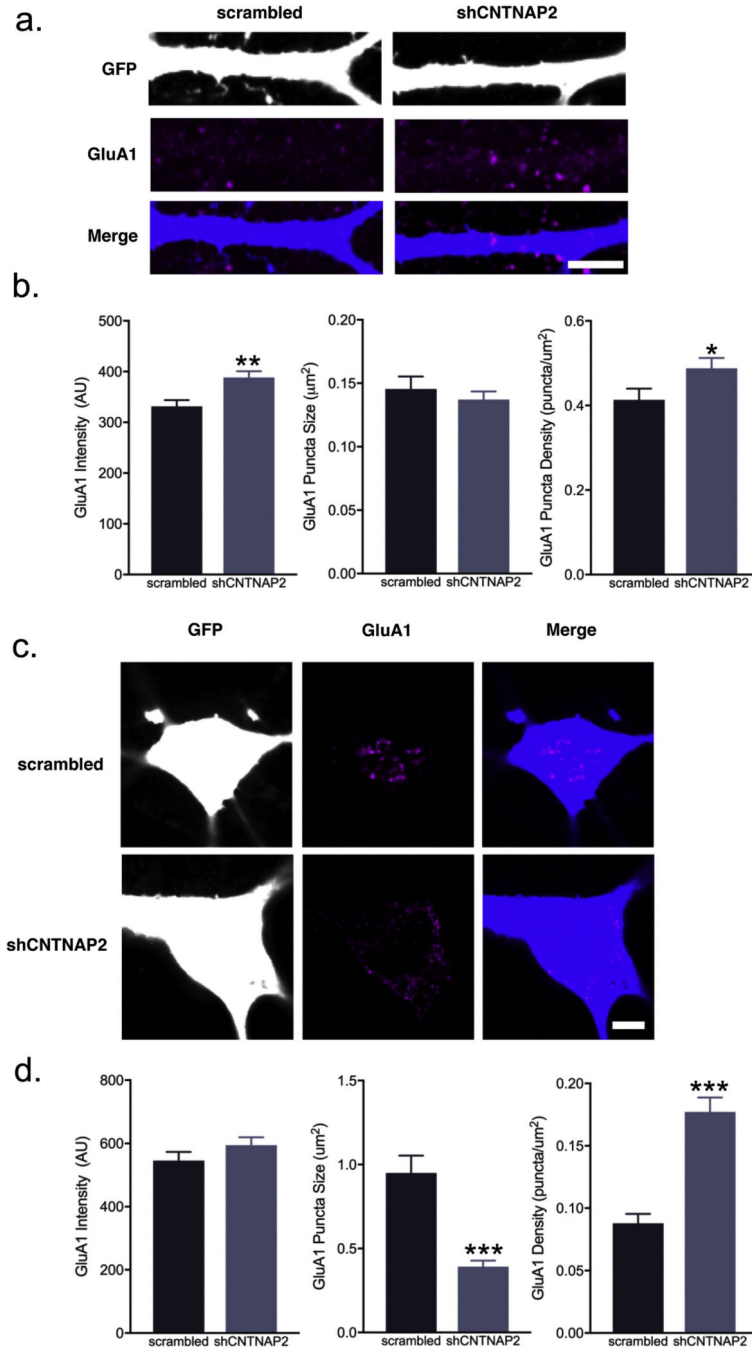 a.
scrambled
shCNTNAP2
GFP
GluA1
Merge
b.
GluA1 Intensity (AU)
500
400
300
200
100
0
**
scrambled shCNTNAP2
GluA1 Puncta Size (μm²)
0.20
0.15
0.10
0.05
0.00
scrambled shCNTNAP2
GluA1 Puncta Density (puncta/um²)
0.6
0.4
0.2
0.0
*
scrambled shCNTNAP2
c.
GFP
GluA1
Merge
scrambled
shCNTNAP2
d.
GluA1 Intensity (AU)
800
600
400
200
0
scrambled shCNTNAP2
GluA1 Puncta Size (um²)
1.5
1.0
0.5
0.0
***
scrambled shCNTNAP2
GluA1 Density (puncta/um²)
0.20
0.15
0.10
0.05
0.00
***
scrambled shCNTNAP2